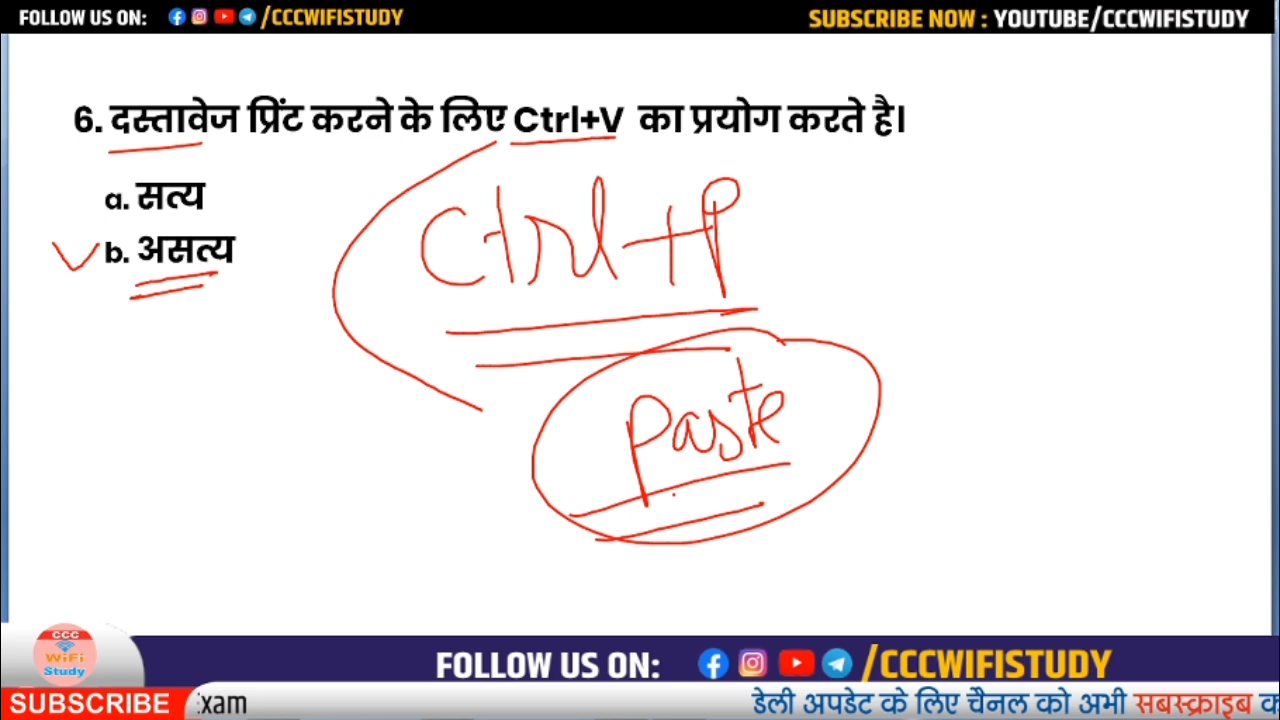 FOLLOW US ON: /CCCWIFISTUDY
SUBSCRIBE NOW : YOUTUBE/CCCWIFISTUDY
6. दस्तावेज प्रिंट करने के लिए Ctrl+V का प्रयोग करते है।
a. सत्य
b. असत्य
Ctrl+P
Paste
CCC
WiFi
Study
FOLLOW US ON: /CCCWIFISTUDY
SUBSCRIBE
Exam
डेली अपडेट के लिए चैनल को अभी सबस्क्राइब क